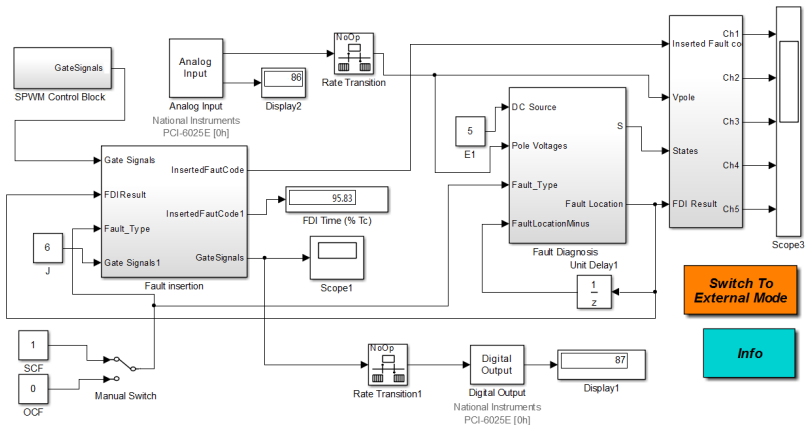 GateSignals
SPWM Control Block
Analog
Input
Analog Input
National Instruments
PCI-6025E [0h]
86
Display2
NoOp
Rate Transition
5
E1
DC Source
Pole Voltages
Fault_Type
FaultLocationMinus
S
Fault Location
Fault Diagnosis
Inserted Fault co
Vpole
States
FDI Result
Ch1
Ch2
Ch3
Ch4
Ch5
Scope3
Gate Signals
FDIResult
Fault_Type
Gate Signals1
InsertedFautCode
InsertedFautCode1
GateSignals
Fault insertion
6
J
95.83
FDI Time (% Tc)
Scope1
Unit Delay1
1
z
Switch To
External Mode
Info
1
SCF
0
OCF
Manual Switch
NoOp
Rate Transition1
Digital
Output
Digital Output
National Instruments
PCI-6025E [0h]
87
Display1